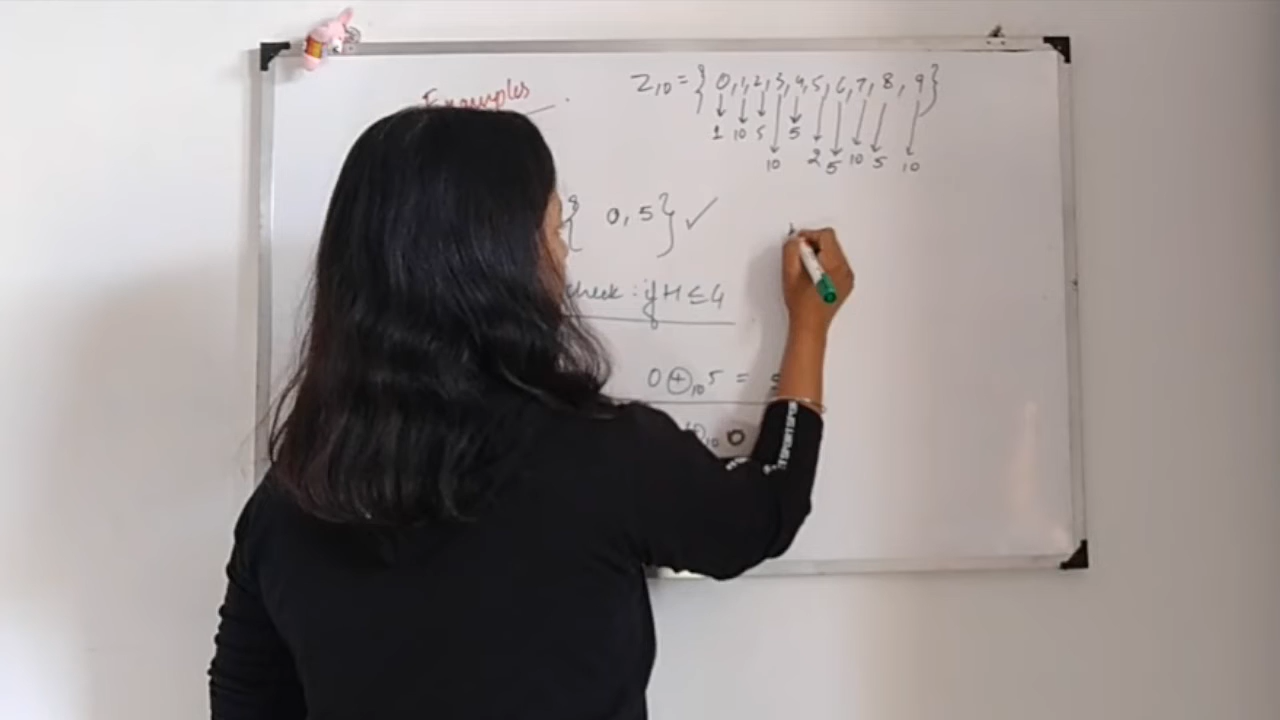 Examples
Z10 = { 0, 1, 2, 3, 4, 5, 6, 7, 8, 9 }
1 10 5 10 5 2 5 10 5 10
{ 0, 5 } ✓
check : if H ≤ G
0 ⊕10 5 =
⊕10 0